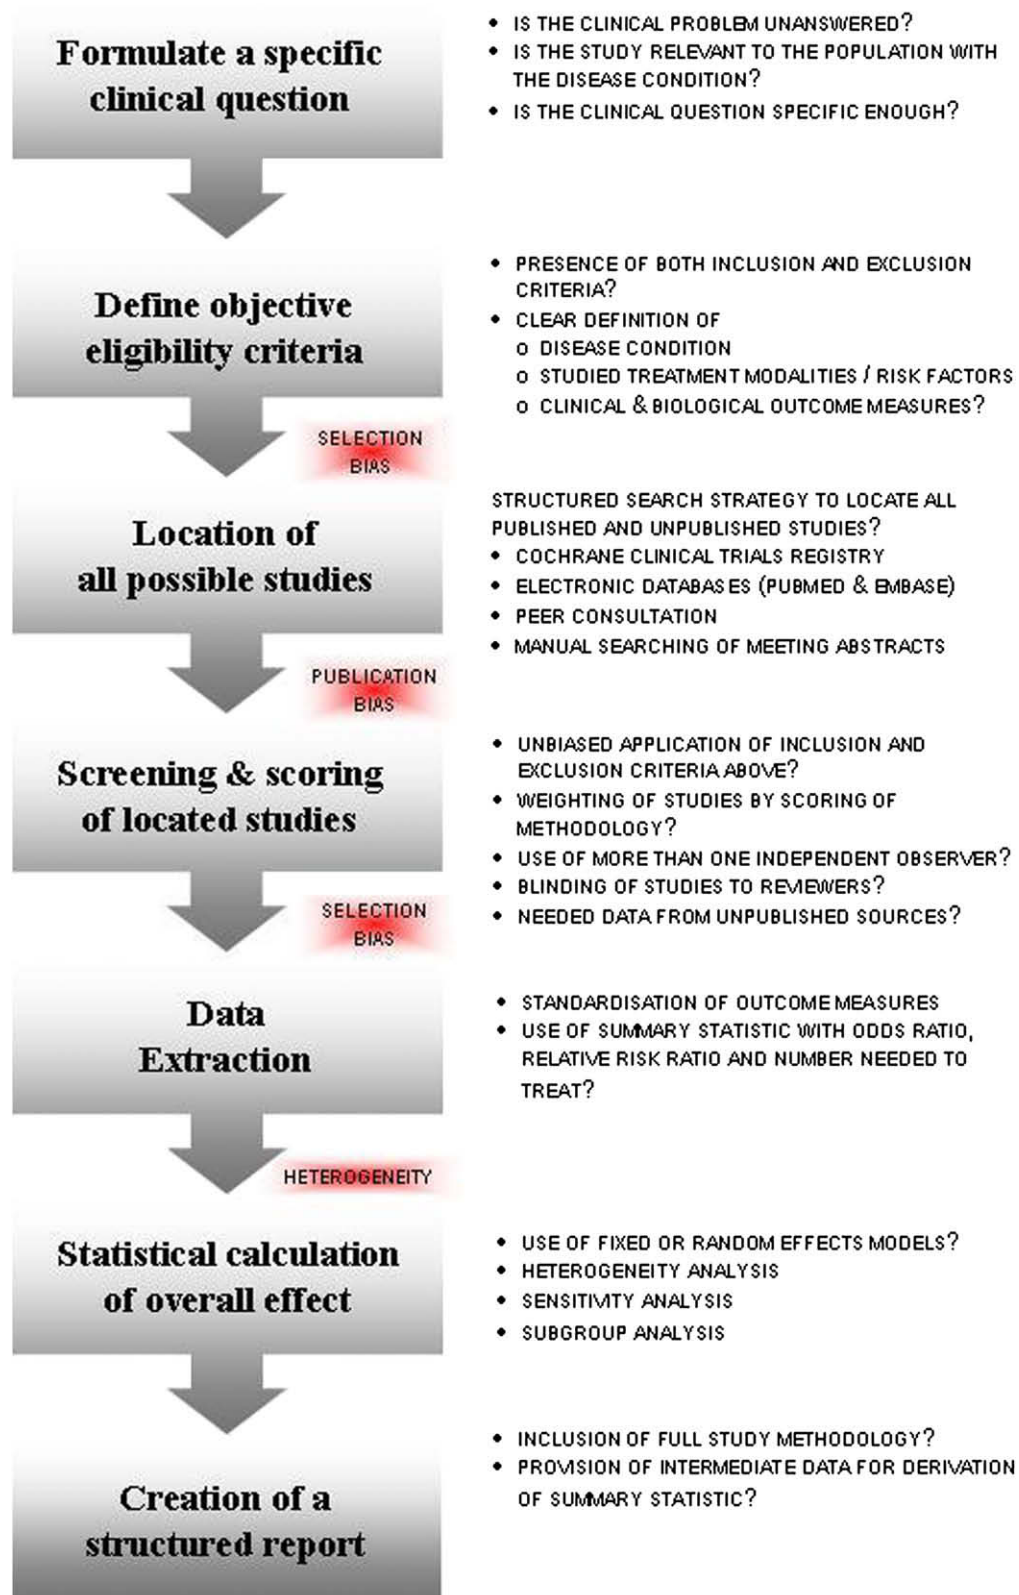 Formulate a specific
clinical question
• IS THE CLINICAL PROBLEM UNANSWERED?
• IS THE STUDY RELEVANT TO THE POPULATION WITH
THE DISEASE CONDITION?
• IS THE CLINICAL QUESTION SPECIFIC ENOUGH?
Define objective
eligibility criteria
• PRESENCE OF BOTH INCLUSION AND EXCLUSION
CRITERIA?
• CLEAR DEFINITION OF
o DISEASE CONDITION
o STUDIED TREATMENT MODALITIES / RISK FACTORS
o CLINICAL & BIOLOGICAL OUTCOME MEASURES?
SELECTION
BIAS
Location of
all possible studies
STRUCTURED SEARCH STRATEGY TO LOCATE ALL
PUBLISHED AND UNPUBLISHED STUDIES?
• COCHRANE CLINICAL TRIALS REGISTRY
• ELECTRONIC DATABASES (PUBMED & EMBASE)
• PEER CONSULTATION
• MANUAL SEARCHING OF MEETING ABSTRACTS
PUBLICATION
BIAS
Screening & scoring
of located studies
• UNBIASED APPLICATION OF INCLUSION AND
EXCLUSION CRITERIA ABOVE?
• WEIGHTING OF STUDIES BY SCORING OF
METHODOLOGY?
• USE OF MORE THAN ONE INDEPENDENT OBSERVER?
• BLINDING OF STUDIES TO REVIEWERS?
• NEEDED DATA FROM UNPUBLISHED SOURCES?
SELECTION
BIAS
Data
Extraction
• STANDARDISATION OF OUTCOME MEASURES
• USE OF SUMMARY STATISTIC WITH ODDS RATIO,
RELATIVE RISK RATIO AND NUMBER NEEDED TO
TREAT?
HETEROGENEITY
Statistical calculation
of overall effect
• USE OF FIXED OR RANDOM EFFECTS MODELS?
• HETEROGENEITY ANALYSIS
• SENSITIVITY ANALYSIS
• SUBGROUP ANALYSIS
Creation of a
structured report
• INCLUSION OF FULL STUDY METHODOLOGY?
• PROVISION OF INTERMEDIATE DATA FOR DERIVATION
OF SUMMARY STATISTIC?